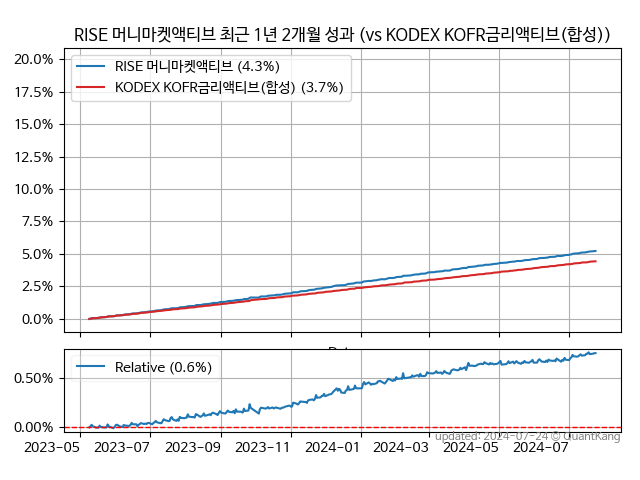 RISE 머니마켓액티브 최근 1년 2개월 성과 (vs KODEX KOFR금리액티브(합성))
20.0%
17.5%
15.0%
12.5%
10.0%
7.5%
5.0%
2.5%
0.0%
RISE 머니마켓액티브 (4.3%)
KODEX KOFR금리액티브(합성) (3.7%)
0.50%
0.00%
Relative (0.6%)
updated: 2024-07-24 © QuantKang
2023-05 2023-07 2023-09 2023-11 2024-01 2024-03 2024-05 2024-07